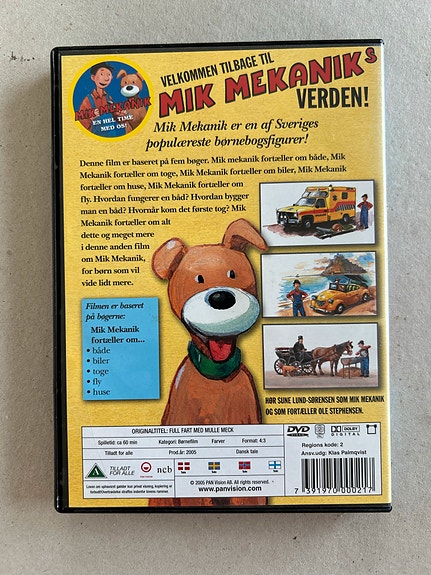 VELKOMMEN TILBAGE TIL
MIK MEKANIKS
VERDEN!
MIK MEKANIK
EN HEL TIME
MED OS!
Mik Mekanik er en af Sveriges
populæreste børnebogsfigurer!
Denne film er baseret på fem bøger. Mik mekanik fortæller om både, Mik
Mekanik fortæller om toge, Mik Mekanik fortæller om biler, Mik Mekanik
fortæller om huse, Mik Mekanik fortæller om
fly. Hvordan fungerer en båd? Hvordan bygger
man en båd? Hvornår kom det første tog? Mik
Mekanik fortæller om alt
dette og meget mere
i denne anden film
om Mik Mekanik,
for børn som vil
vide lidt mere.
Filmen er baseret
på bøgerne:
Mik Mekanik
fortæller om...
• både
• biler
• toge
• fly
• huse
HØR SUNE LUND-SØRENSEN SOM MIK MEKANIK
OG SOM FORTÆLLER OLE STEPHENSEN.
ORIGINALTITEL: FULL FART MED MULLE MECK
Spilletid: ca 60 min
Kategori: Børnefilm
Farver
Format: 4:3
Tilladt for alle
Prod.år: 2005
Dansk tale
TILLADT
FOR ALLE
ncb
© 2005 PAN Vision AB. All rights reserved.
www.panvision.com
DVD
VIDEO
DOLBY
DIGITAL
Regions kode: 2
Ansv.udg: Klas Palmqvist
7 391970 000217